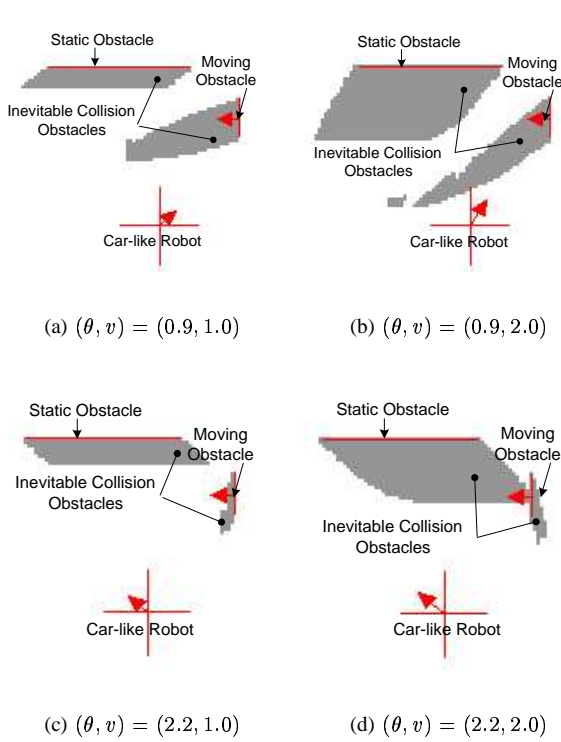 Static Obstacle
Moving
Obstacle
Inevitable Collision
Obstacles
Car-like Robot
(a) (θ, v) = (0.9, 1.0)
Static Obstacle
Moving
Obstacle
Inevitable Collision
Obstacles
Car-like Robot
(b) (θ, v) = (0.9, 2.0)
Static Obstacle
Moving
Obstacle
Inevitable Collision
Obstacles
Car-like Robot
(c) (θ, v) = (2.2, 1.0)
Static Obstacle
Moving
Obstacle
Inevitable Collision
Obstacles
Car-like Robot
(d) (θ, v) = (2.2, 2.0)